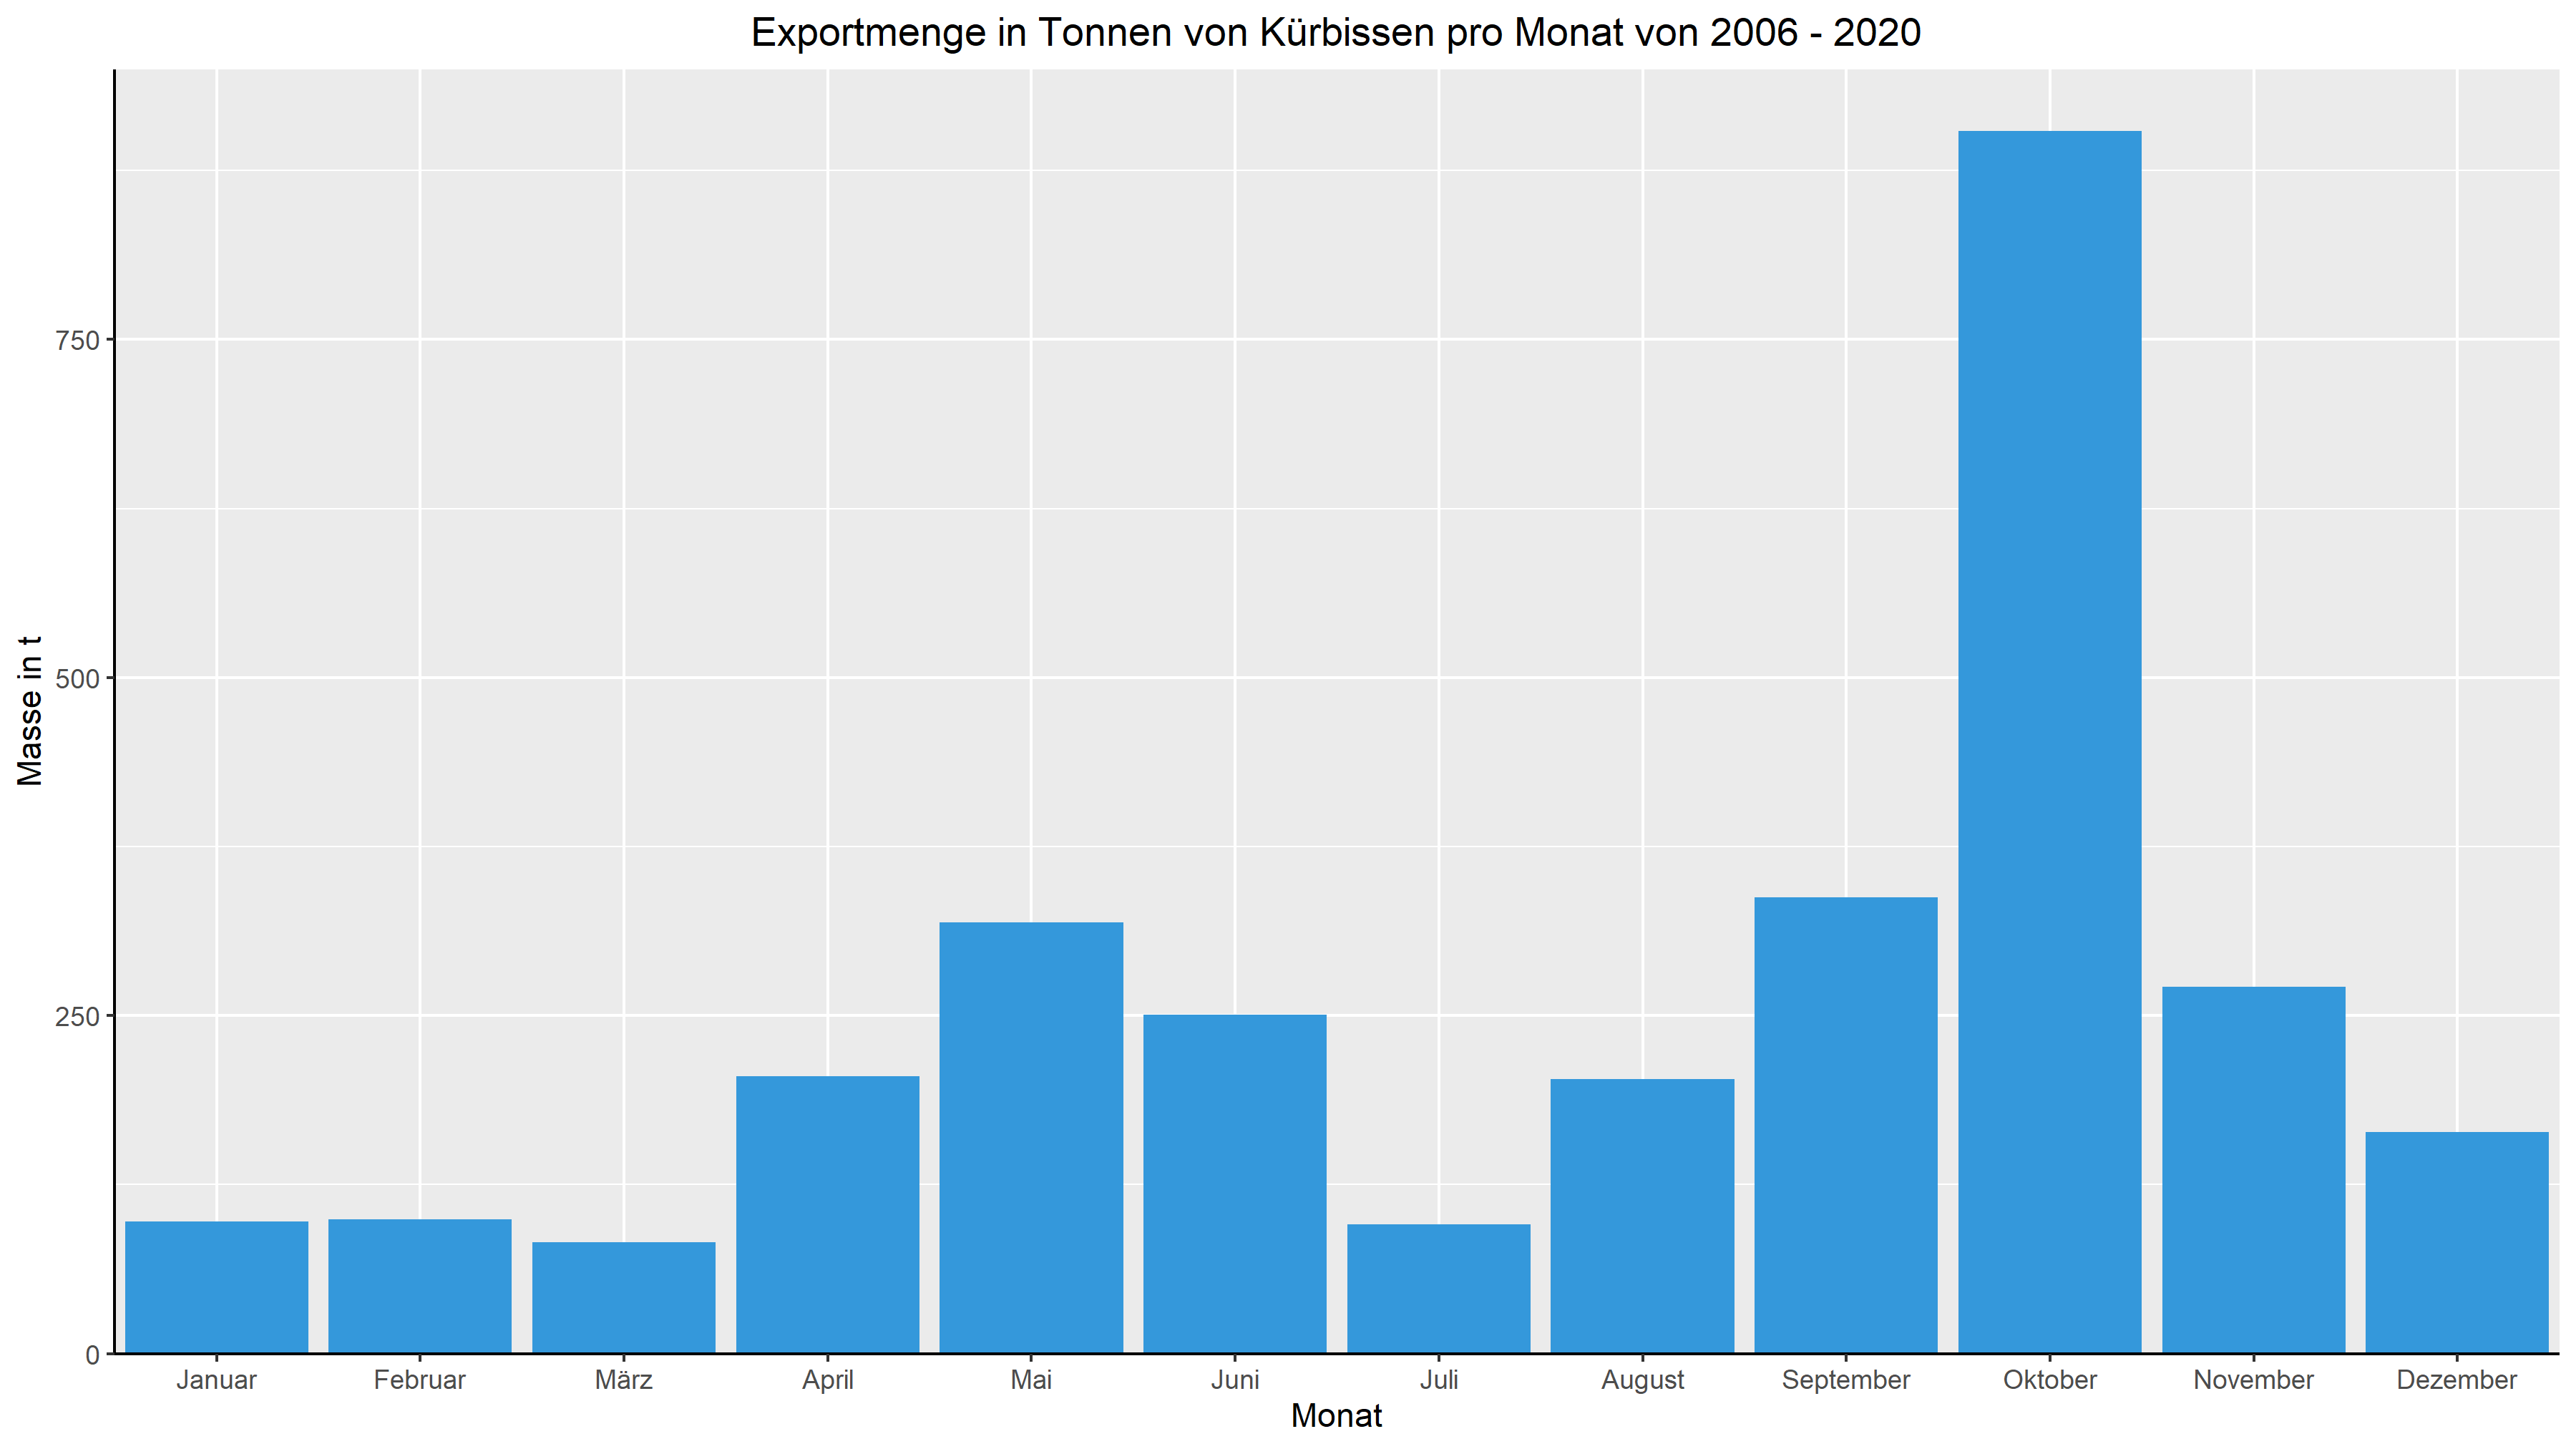 Exportmenge in Tonnen von Kürbissen pro Monat von 2006 - 2020
Masse in t
750
500
250
0
Januar Februar März April Mai Juni Juli August September Oktober November Dezember
Monat